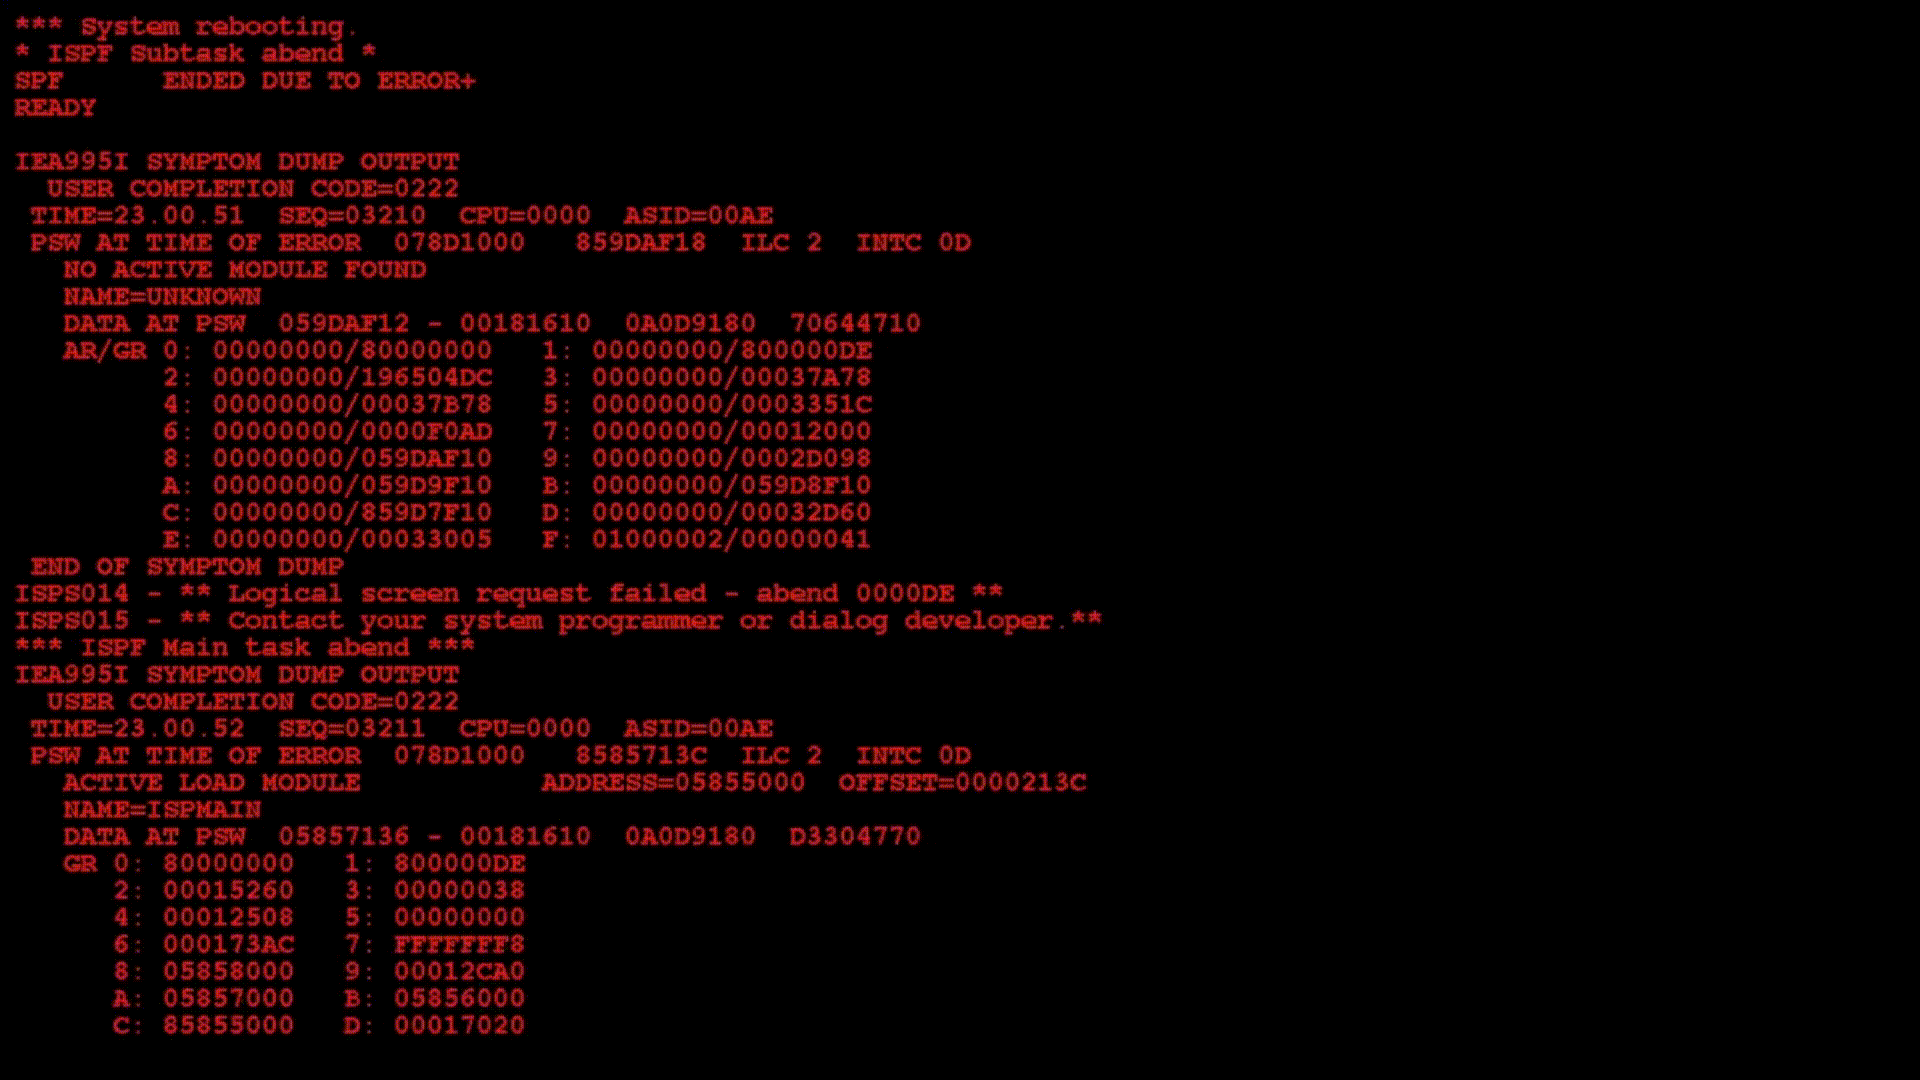 *** System rebooting.
* ISPF Subtask abend *
SPF      ENDED DUE TO ERROR+
READY

IEA995I SYMPTOM DUMP OUTPUT
  USER COMPLETION CODE=0222
 TIME=23.00.51  SEQ=03210  CPU=0000  ASID=00AE
 PSW AT TIME OF ERROR  078D1000   859DAF18  ILC 2  INTC 0D
   NO ACTIVE MODULE FOUND
   NAME=UNKNOWN
   DATA AT PSW  059DAF12 - 00181610  0A0D9180  70644710
   AR/GR 0: 00000000/80000000   1: 00000000/800000DE
         2: 00000000/196504DC   3: 00000000/00037A78
         4: 00000000/00037B78   5: 00000000/0003351C
         6: 00000000/0000F0AD   7: 00000000/00012000
         8: 00000000/059DAF10   9: 00000000/0002D098
         A: 00000000/059D9F10   B: 00000000/059D8F10
         C: 00000000/859D7F10   D: 00000000/00032D60
         E: 00000000/00033005   F: 01000002/00000041
 END OF SYMPTOM DUMP
ISPS014 - ** Logical screen request failed - abend 0000DE **
ISPS015 - ** Contact your system programmer or dialog developer.**
*** ISPF Main task abend ***
IEA995I SYMPTOM DUMP OUTPUT
  USER COMPLETION CODE=0222
 TIME=23.00.52  SEQ=03211  CPU=0000  ASID=00AE
 PSW AT TIME OF ERROR  078D1000   8585713C  ILC 2  INTC 0D
   ACTIVE LOAD MODULE           ADDRESS=05855000  OFFSET=0000213C
   NAME=ISPMAIN
   DATA AT PSW  05857136 - 00181610  0A0D9180  D3304770
   GR 0: 80000000   1: 800000DE
      2: 00015260   3: 00000038
      4: 00012508   5: 00000000
      6: 000173AC   7: FFFFFFF8
      8: 05858000   9: 00012CA0
      A: 05857000   B: 05856000
      C: 85855000   D: 00017020